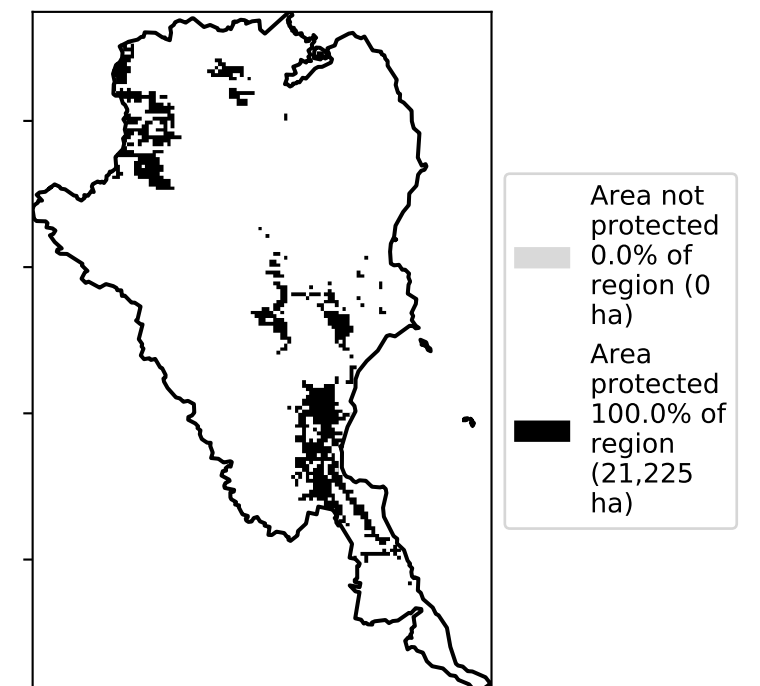 Area not
protected
0.0% of
region (0
ha)
Area
protected
100.0% of
region
(21,225
ha)